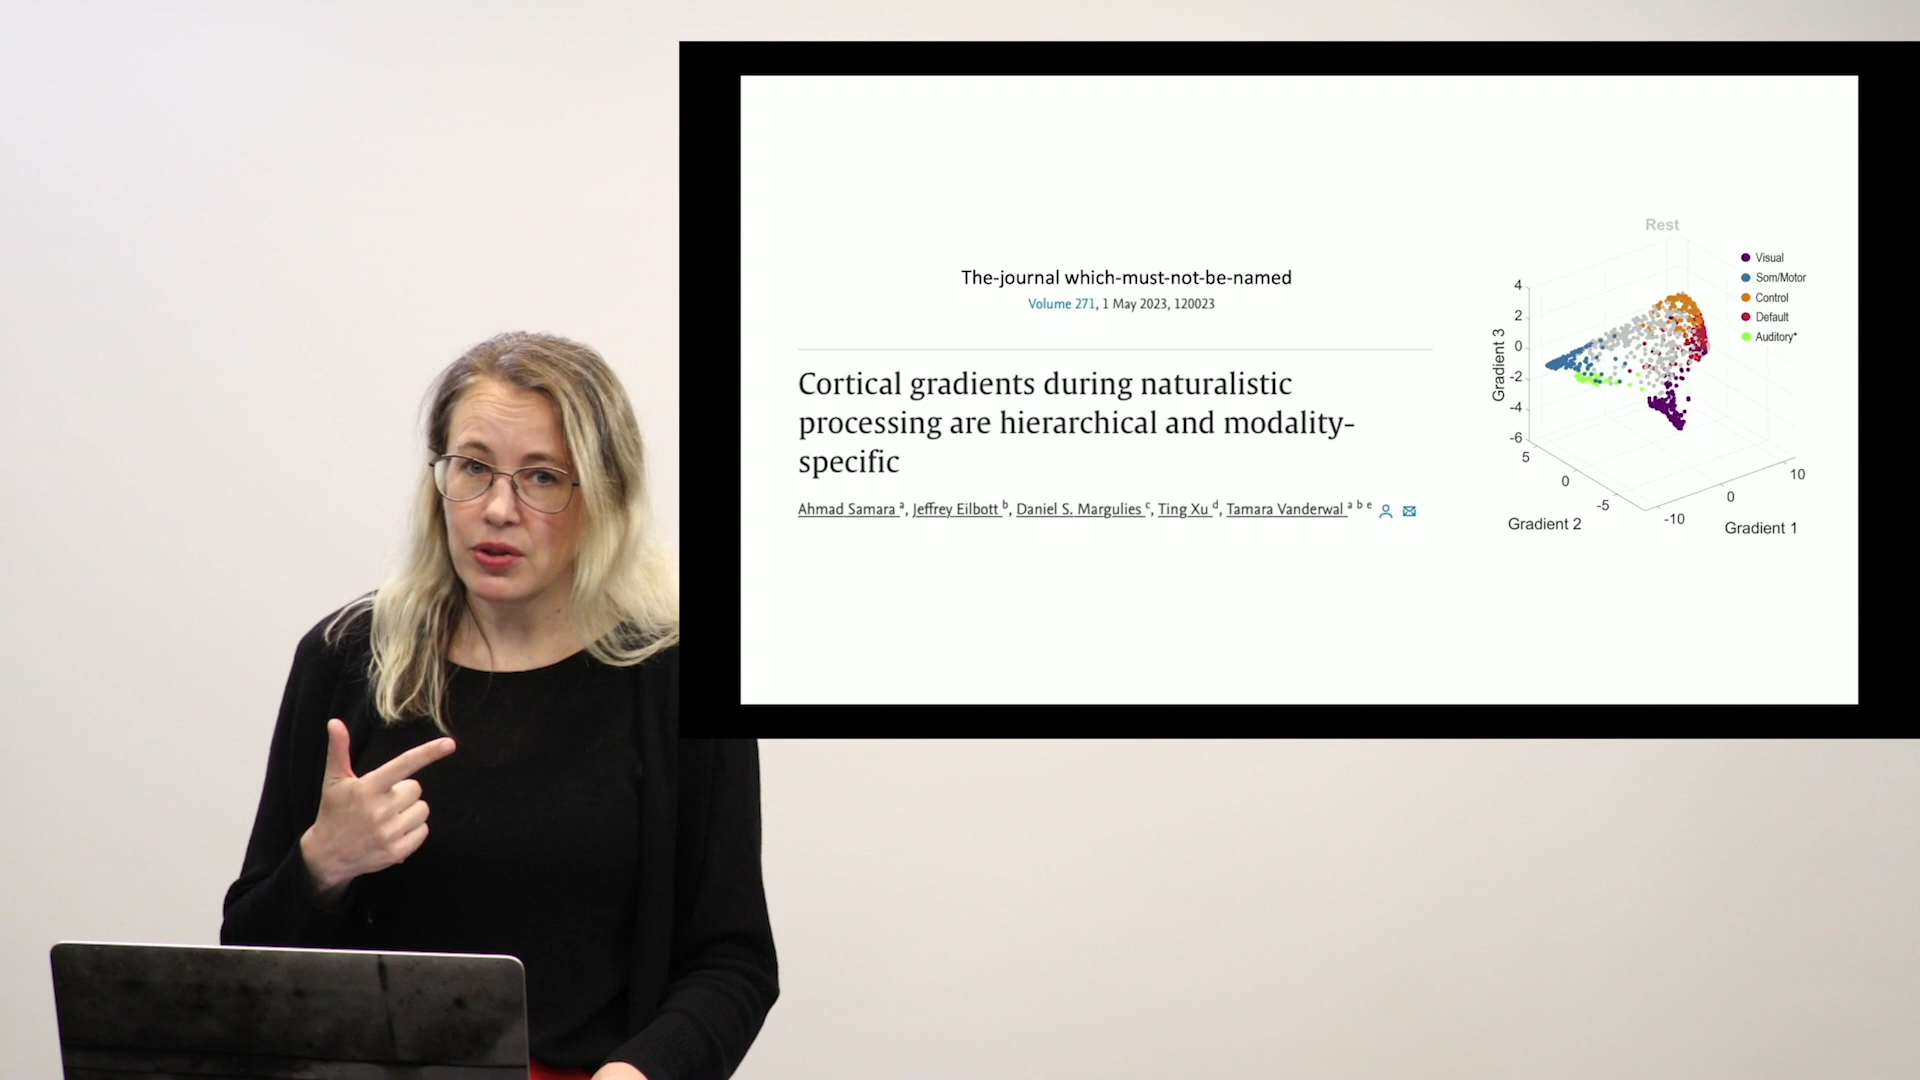 The-journal which-must-not-be-named
Volume 271, 1 May 2023, 120023
Cortical gradients during naturalistic
processing are hierarchical and modality-
specific
Ahmad Samara a, Jeffrey Eilbott b, Daniel S. Margulies c, Ting Xu d, Tamara Vanderwal a b e
Rest
Visual
Som/Motor
Control
Default
Auditory*
4
2
0
-2
-4
-6
Gradient 3
5
0
-5
Gradient 2
-10
0
10
Gradient 1